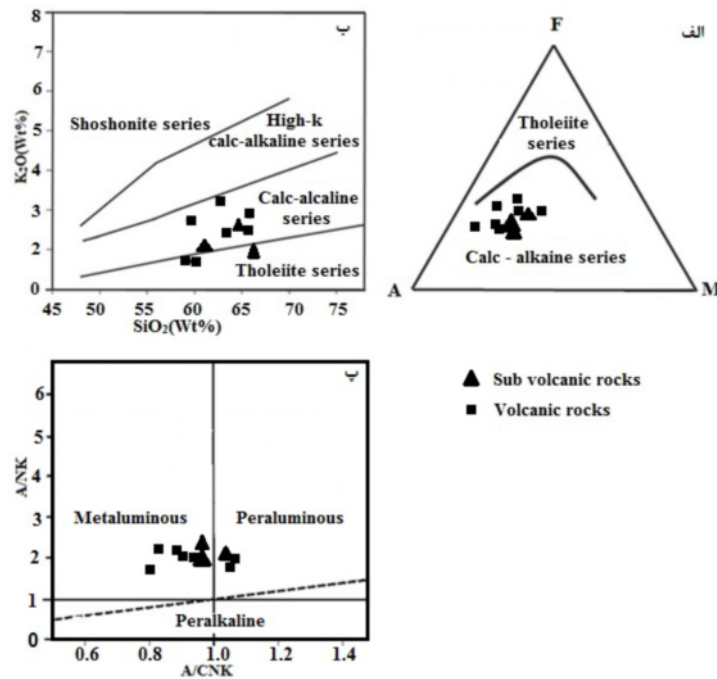 ب
8
7
6
5
4
3
2
1
0
K₂O(Wt%)
Shoshonite series
High-k
calc-alkaline series
Calc-alcaline
series
Tholeiite series
45 50 55 60 65 70 75
SiO₂(Wt%)
الف
F
Tholeiite
series
Calc - alkaine series
A
M
پ
6
5
4
3
2
1
0
A/NK
Metaluminous
Peraluminous
Peralkaline
0.6 0.8 1.0 1.2 1.4
A/CNK
Sub volcanic rocks
Volcanic rocks